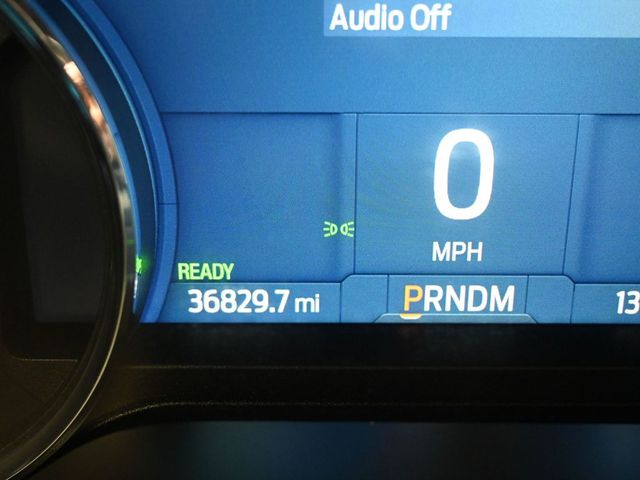 Audio Off
0
MPH
READY
36829.7 mi
PRNDM
13